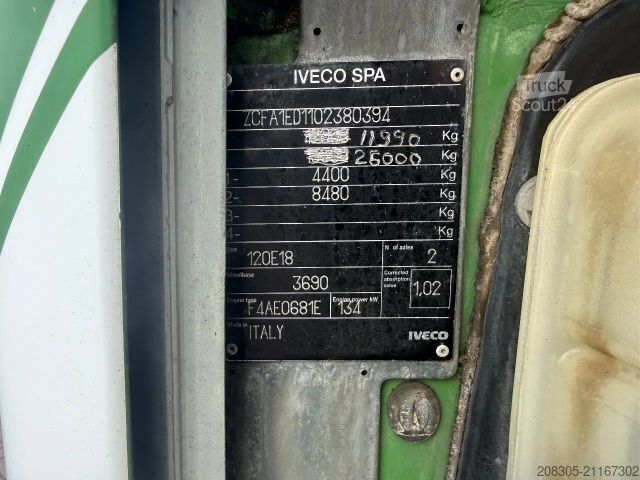 IVECO SPA
ZCFA1ED1102380394
11990 Kg
26000 Kg
1- 4400 Kg
2- 8480 Kg
3- Kg
4- Kg
Type 120E18 N of axles 2
Wheelbase 3690 Corrected absorption value 1,02
Engine type F4AE0681E Engine power kW 134
Made in ITALY IVECO
Truck
Scout24
208305-21167302